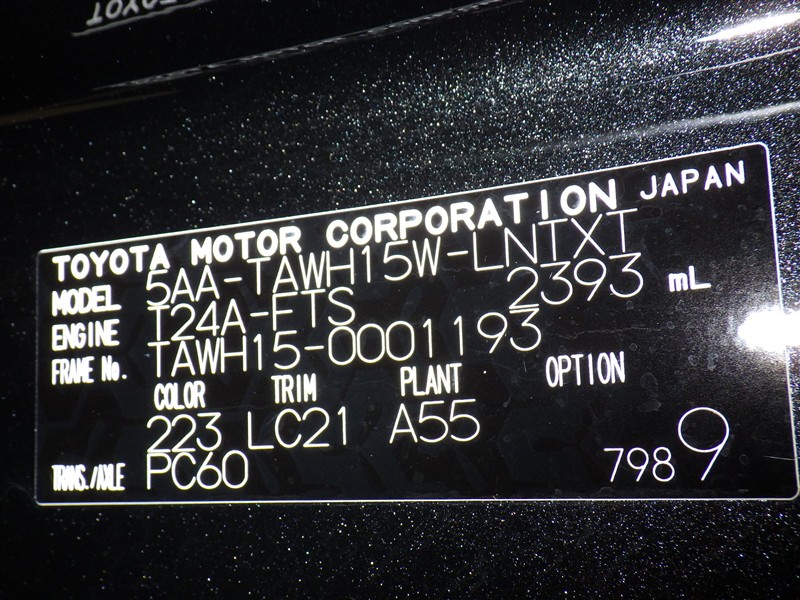 TOYOTA
TOYOTA MOTOR CORPORATION JAPAN
MODEL 5AA-TAWH15W-LNTXT
ENGINE T24A-FTS 2393 mL
FRAME No. TAWH15-0001193
COLOR TRIM PLANT OPTION
223 LC21 A55
TRANS./AXLE PC60 798 9